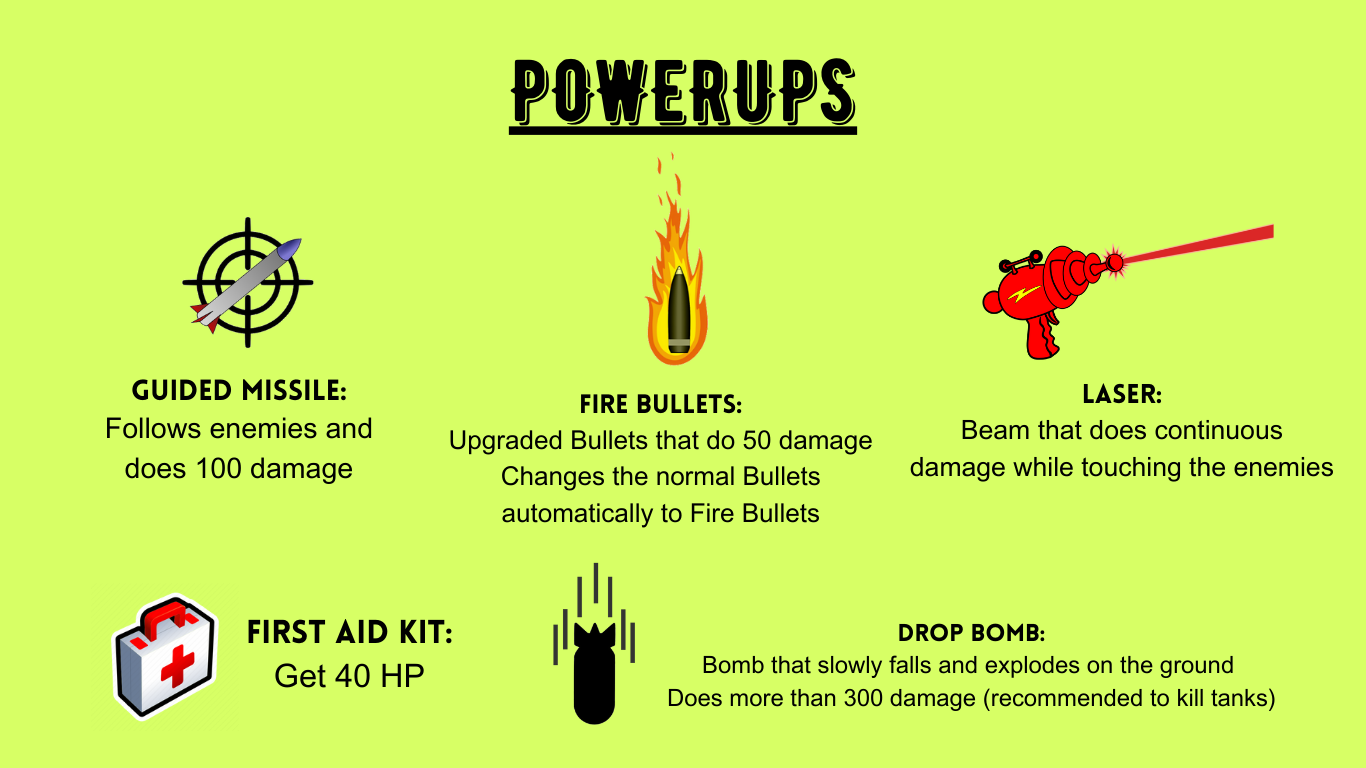 POWERUPS
GUIDED MISSILE:
Follows enemies and
does 100 damage
FIRE BULLETS:
Upgraded Bullets that do 50 damage
Changes the normal Bullets
automatically to Fire Bullets
LASER:
Beam that does continuous
damage while touching the enemies
FIRST AID KIT:
Get 40 HP
DROP BOMB:
Bomb that slowly falls and explodes on the ground
Does more than 300 damage (recommended to kill tanks)